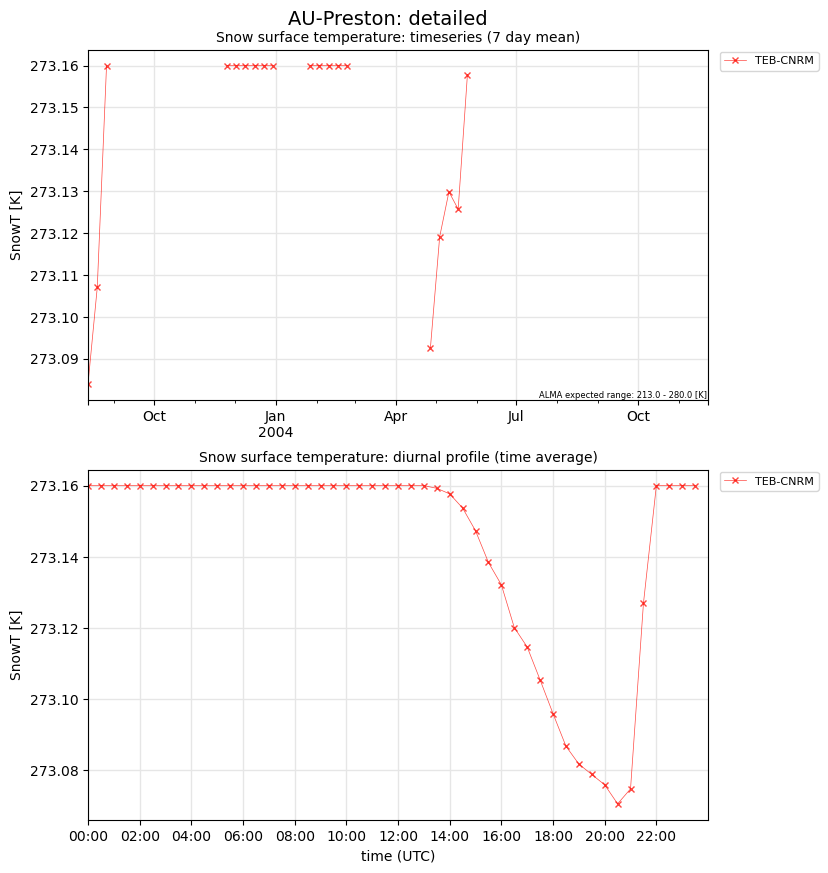 AU-Preston: detailed
Snow surface temperature: timeseries (7 day mean)
273.16
273.15
273.14
273.13
273.12
273.11
273.10
273.09
SnowT [K]
TEB-CNRM
ALMA expected range: 213.0 - 280.0 [K]
Oct Jan Apr Jul Oct
2004
Snow surface temperature: diurnal profile (time average)
273.16
273.14
273.12
273.10
273.08
SnowT [K]
TEB-CNRM
00:00 02:00 04:00 06:00 08:00 10:00 12:00 14:00 16:00 18:00 20:00 22:00
time (UTC)